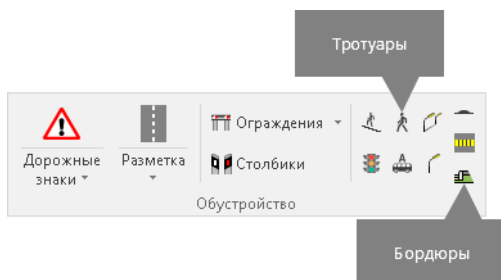 Тротуары
Ограждения
Дорожные
знаки
Разметка
Столбики
А
Обустройство
Бордюры